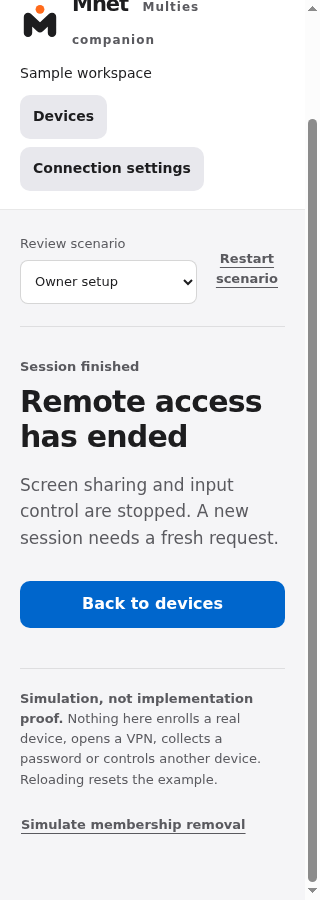 Mnet Multies
companion
Sample workspace
Devices
Connection settings
Review scenario
Owner setup
Restart
scenario
Session finished
Remote access
has ended
Screen sharing and input
control are stopped. A new
session needs a fresh request.
Back to devices
Simulation, not implementation
proof. Nothing here enrolls a real
device, opens a VPN, collects a
password or controls another device.
Reloading resets the example.
Simulate membership removal